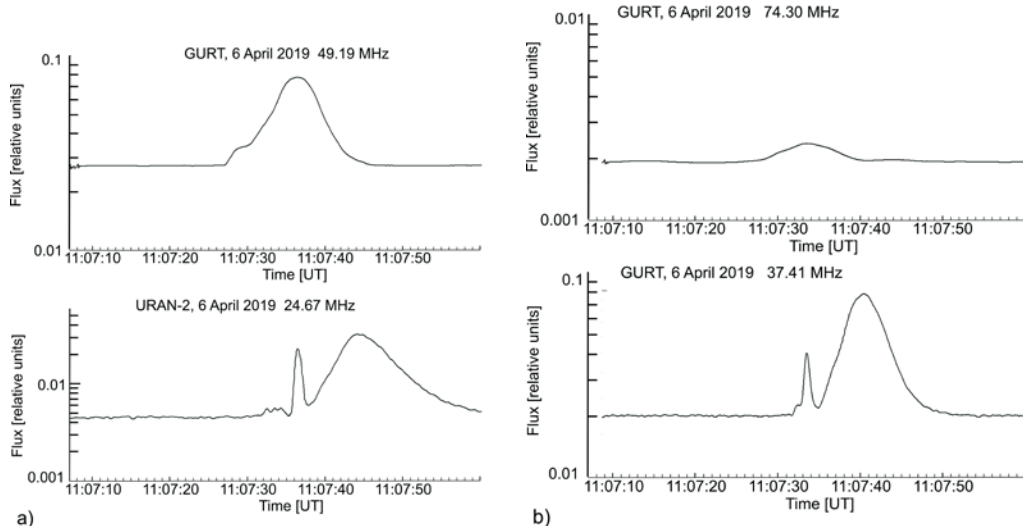 GURT, 6 April 2019 49.19 MHz
0.1
Flux [relative units]
0.01
11:07:10 11:07:20 11:07:30 11:07:40 11:07:50
Time [UT]
URAN-2, 6 April 2019 24.67 MHz
Flux [relative units]
0.01
0.001
11:07:10 11:07:20 11:07:30 11:07:40 11:07:50
Time [UT]
a)
GURT, 6 April 2019 74.30 MHz
0.01
Flux [relative units]
0.001
11:07:10 11:07:20 11:07:30 11:07:40 11:07:50
Time [UT]
GURT, 6 April 2019 37.41 MHz
0.1
Flux [relative units]
0.01
11:07:10 11:07:20 11:07:30 11:07:40 11:07:50
Time [UT]
b)